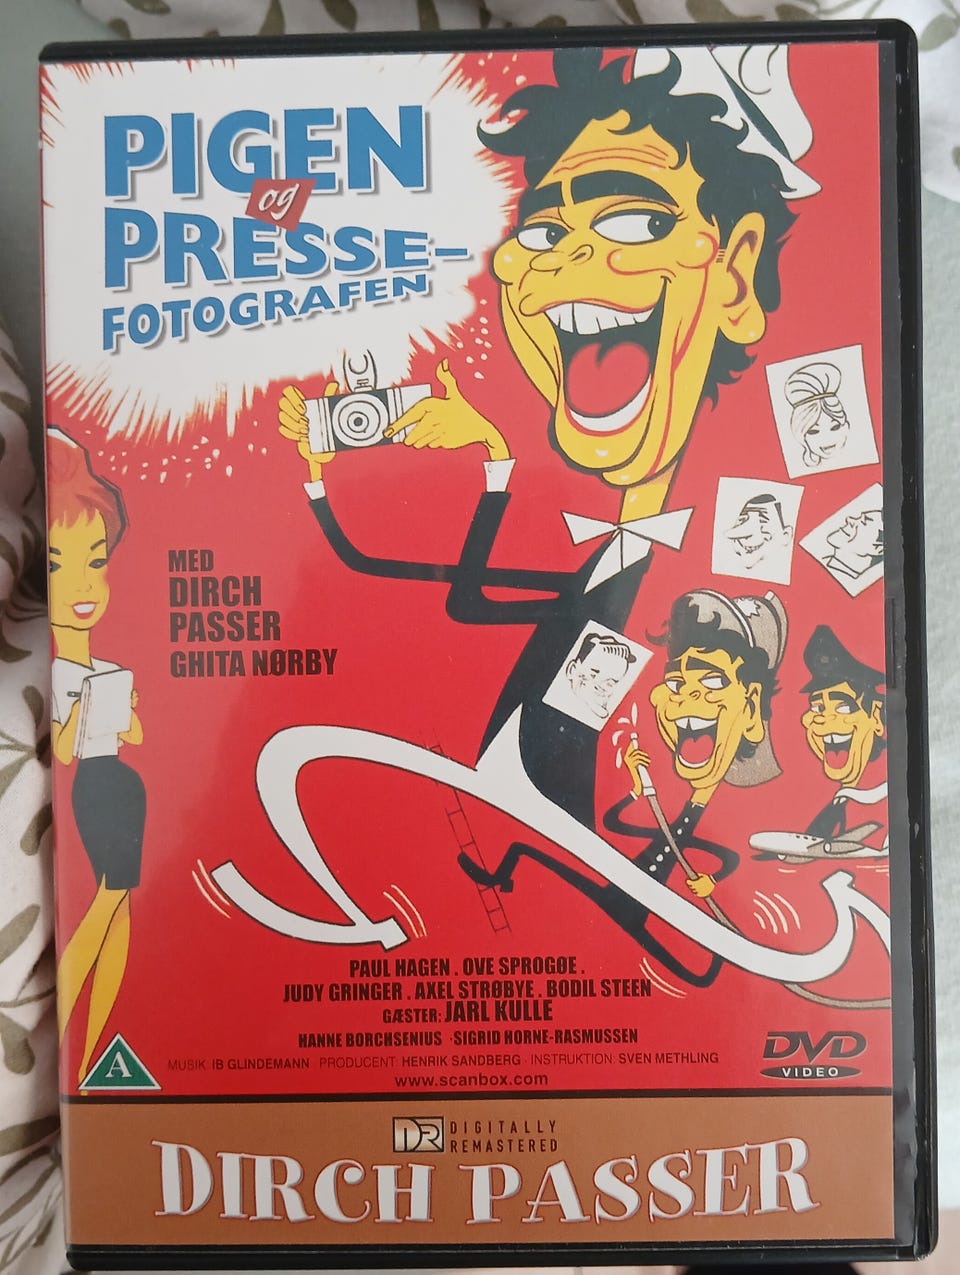 PIGEN
og
PRESSE-
FOTOGRAFEN
MED
DIRCH
PASSER
GHITA NØRBY
PAUL HAGEN . OVE SPROGØE .
JUDY GRINGER . AXEL STRØBYE . BODIL STEEN
GÆSTER: JARL KULLE
HANNE BORCHSENIUS · SIGRID HORNE-RASMUSSEN
MUSIK: IB GLINDEMANN · PRODUCENT: HENRIK SANDBERG · INSTRUKTION: SVEN METHLING
www.scanbox.com
A
DVD
VIDEO
DR DIGITALLY
REMASTERED
DIRCH PASSER